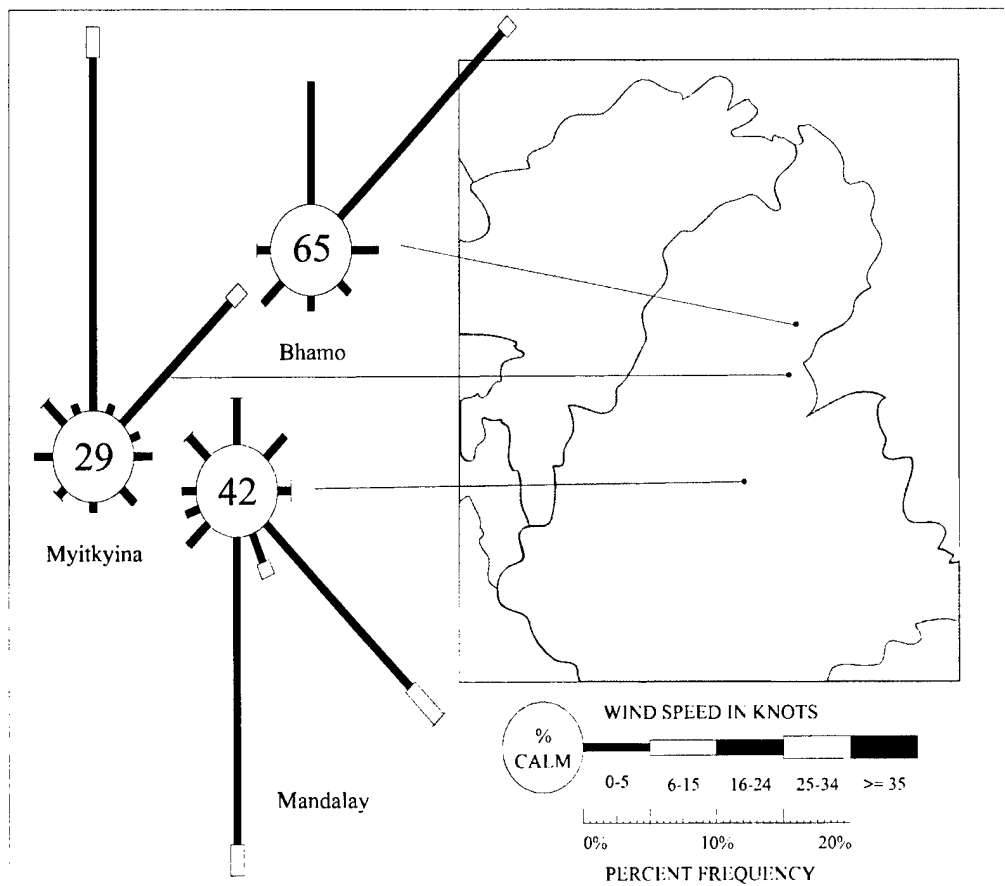 65
Bhamo
29
42
Myitkyina
Mandalay
WIND SPEED IN KNOTS
%
CALM
0-5 6-15 16-24 25-34 >= 35
0% 10% 20%
PERCENT FREQUENCY